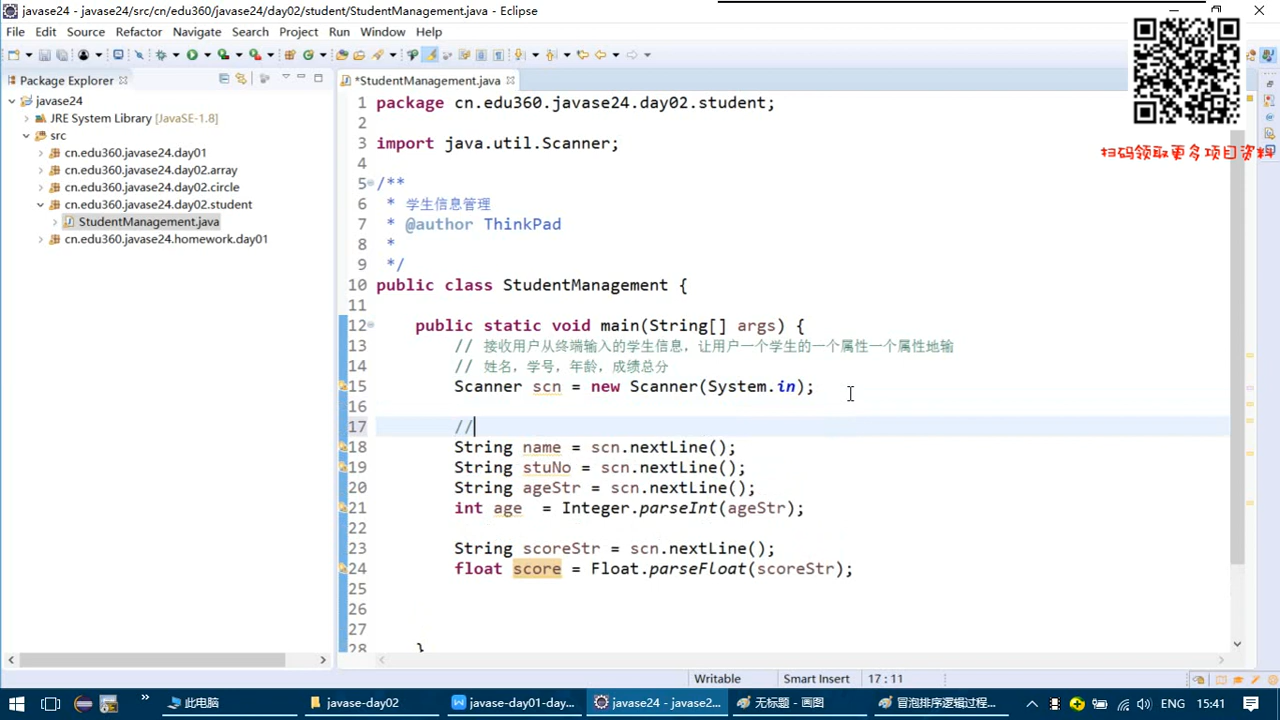 javase24 - javase24/src/cn/edu360/javase24/day02/student/StudentManagement.java - Eclipse
File Edit Source Refactor Navigate Search Project Run Window Help
扫码领取更多项目资料
Package Explorer
javase24
JRE System Library [JavaSE-1.8]
src
cn.edu360.javase24.day01
cn.edu360.javase24.day02.array
cn.edu360.javase24.day02.circle
cn.edu360.javase24.day02.student
StudentManagement.java
cn.edu360.javase24.homework.day01
*StudentManagement.java
1 package cn.edu360.javase24.day02.student;
2
3 import java.util.Scanner;
4
5 /**
6 * 学生信息管理
7 * @author ThinkPad
8 *
9 */
10 public class StudentManagement {
11
12 public static void main(String[] args) {
13 // 接收用户从终端输入的学生信息，让用户一个学生的一个属性一个属性地输
14 // 姓名，学号，年龄，成绩总分
15 Scanner scn = new Scanner(System.in);
16
17 //
18 String name = scn.nextLine();
19 String stuNo = scn.nextLine();
20 String ageStr = scn.nextLine();
21 int age = Integer.parseInt(ageStr);
22
23 String scoreStr = scn.nextLine();
24 float score = Float.parseFloat(scoreStr);
25
26
27
28 }
Writable Smart Insert 17 : 11
此电脑 javase-day02 javase-day01-day... javase24 - javase2... 无标题 - 画图 冒泡排序逻辑过程... ENG 15:41